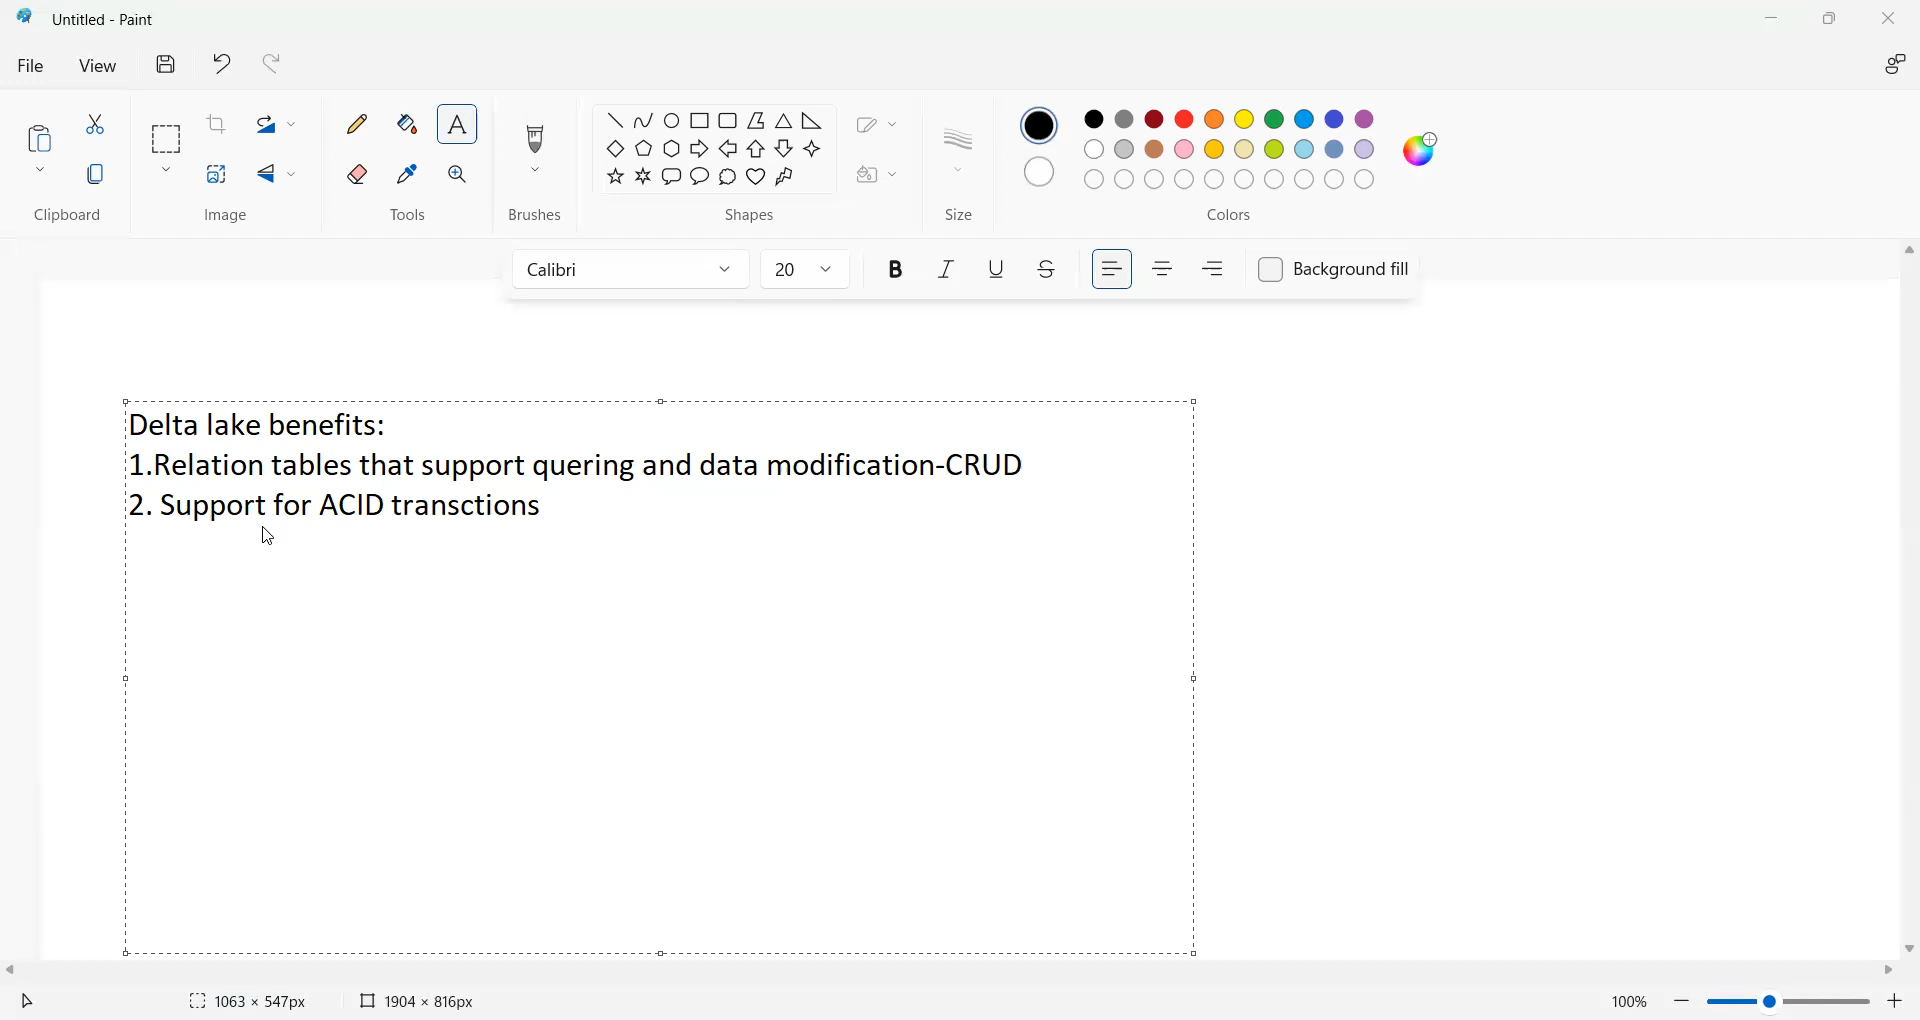 Untitled - Paint
File View
Clipboard
Image
Tools
Brushes
Shapes
Size
Colors
Calibri 20 B I U S Background fill
Delta lake benefits:
1.Relation tables that support quering and data modification-CRUD
2. Support for ACID transctions
1063 × 547px 1904 × 816px 100%